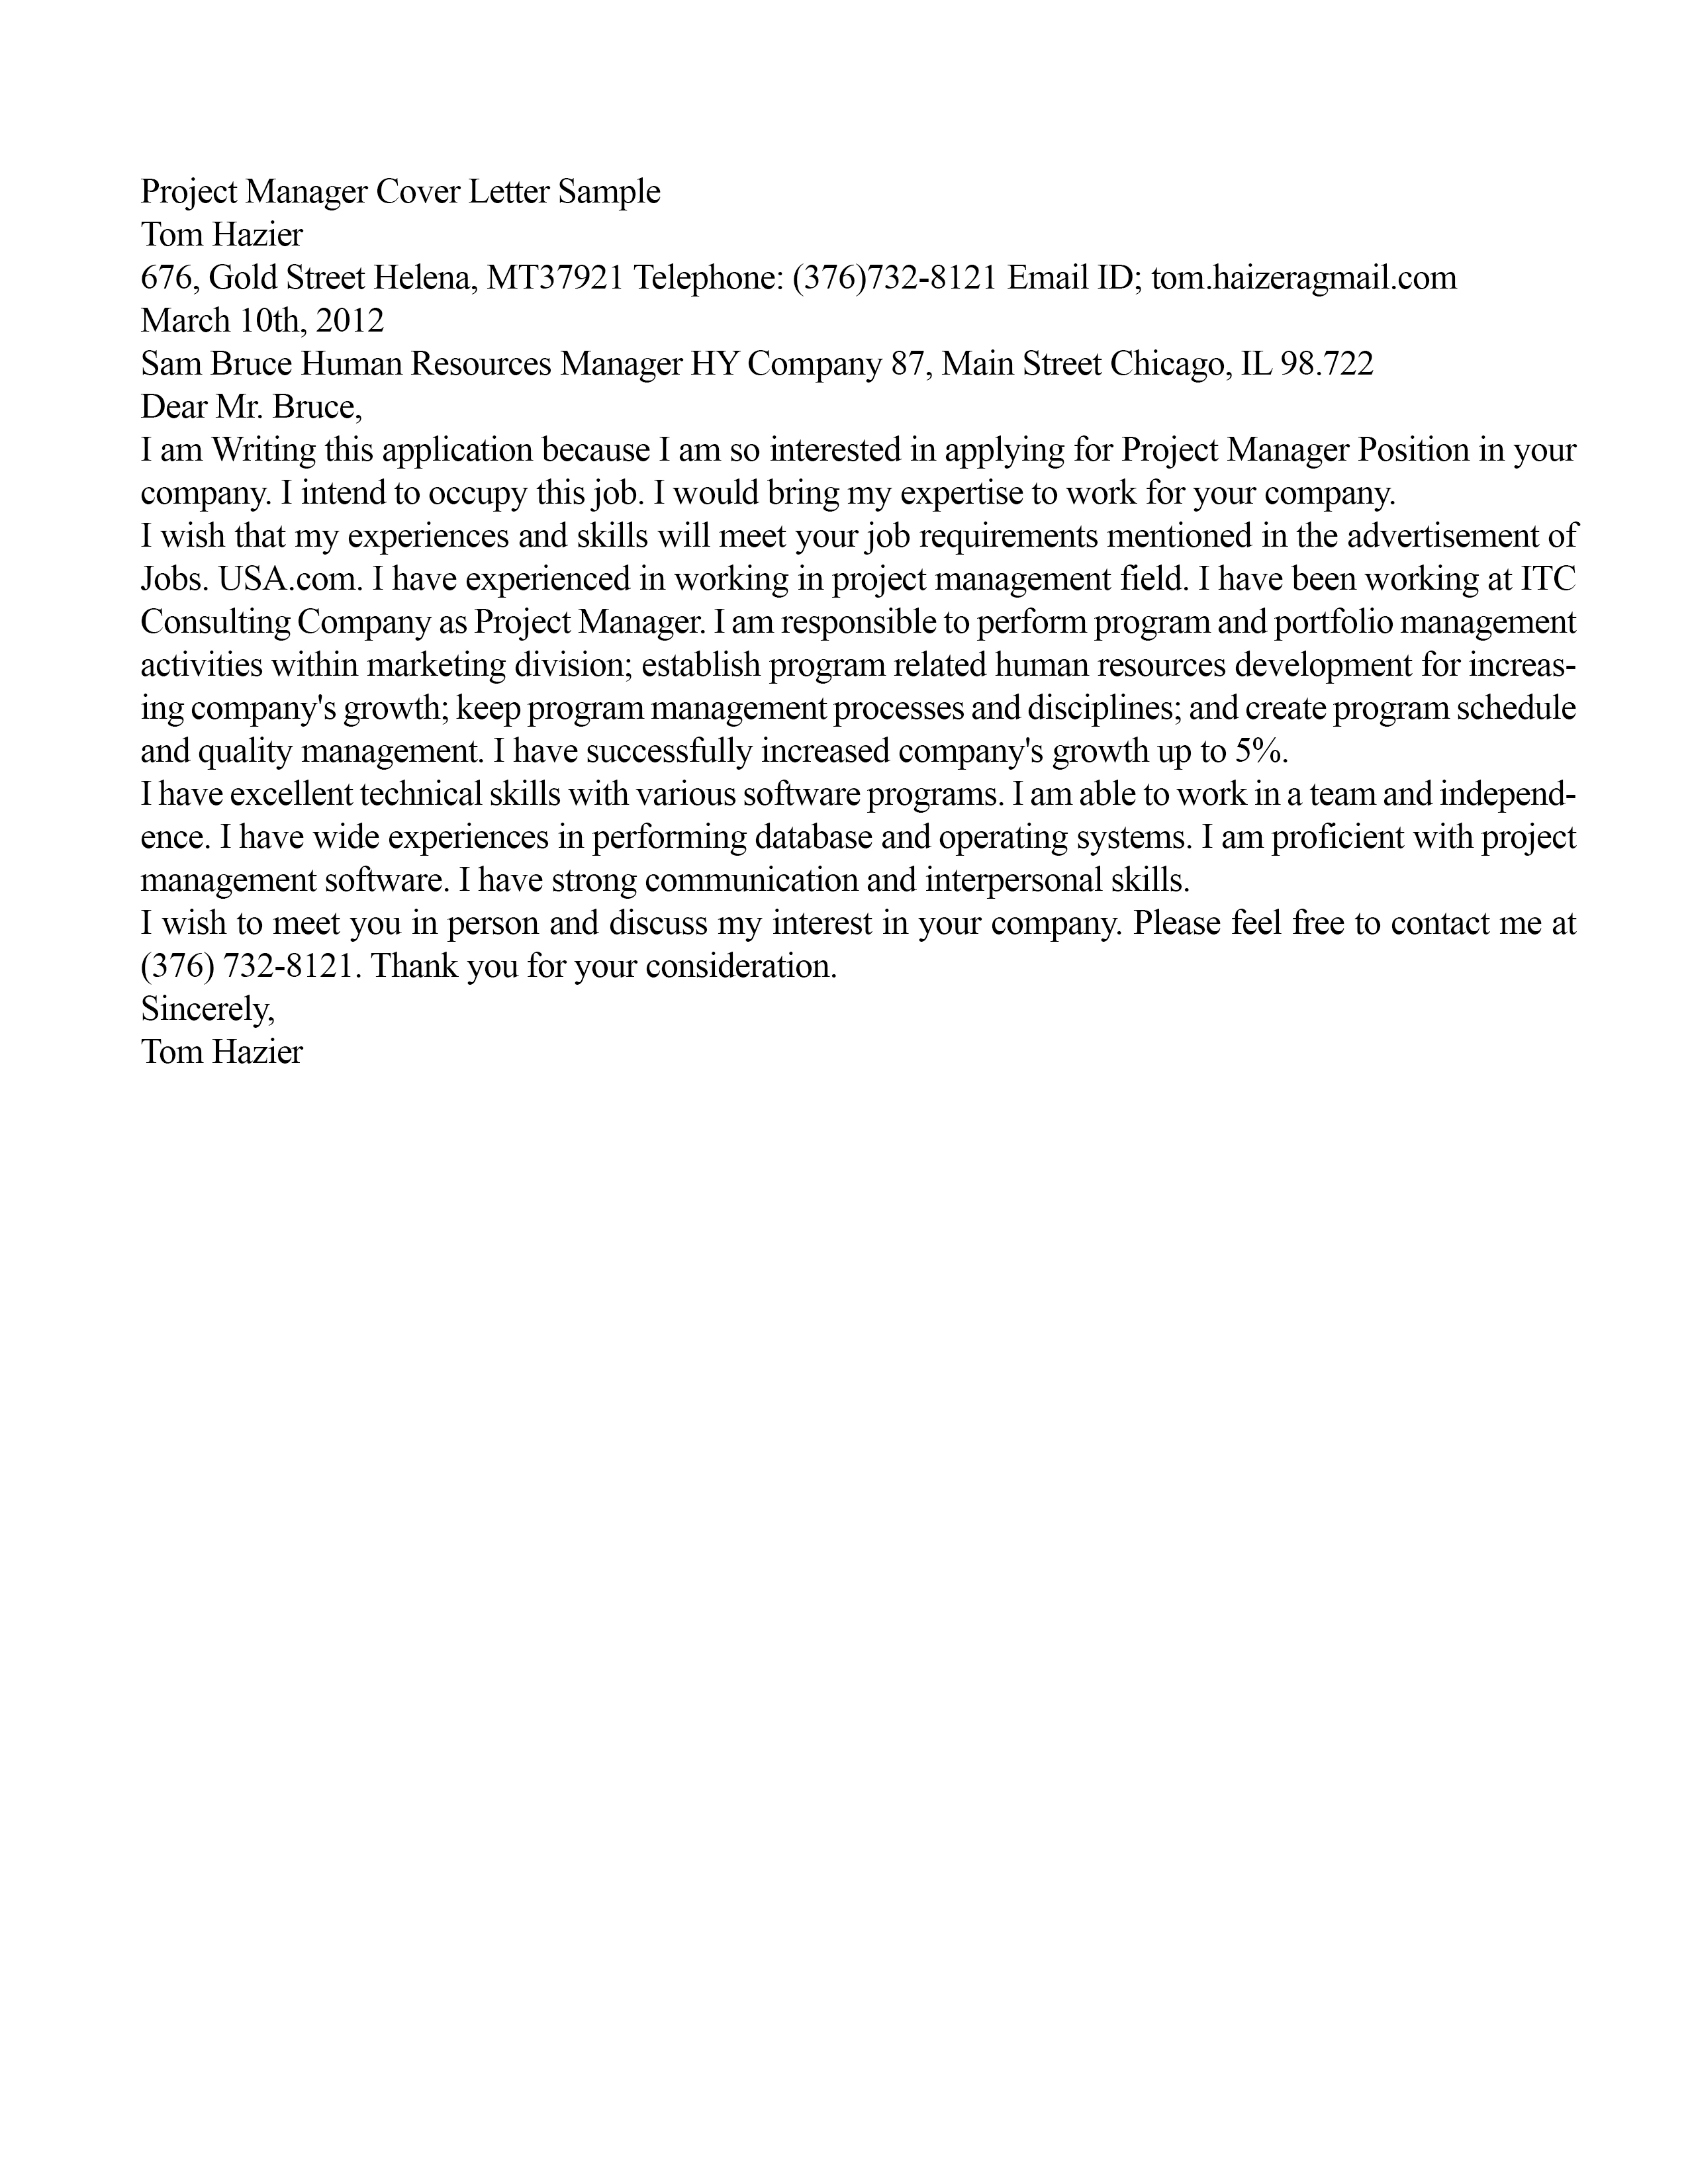 Project Manager Cover Letter Sample
Tom Hazier
676, Gold Street Helena, MT37921 Telephone: (376)732-8121 Email ID; tom.haizeragmail.com
March 10th, 2012
Sam Bruce Human Resources Manager HY Company 87, Main Street Chicago, IL 98.722
Dear Mr. Bruce,
I am Writing this application because I am so interested in applying for Project Manager Position in your
company. I intend to occupy this job. I would bring my expertise to work for your company.
I wish that my experiences and skills will meet your job requirements mentioned in the advertisement of
Jobs. USA.com. I have experienced in working in project management field. I have been working at ITC
Consulting Company as Project Manager. I am responsible to perform program and portfolio management
activities within marketing division; establish program related human resources development for increas-
ing company's growth; keep program management processes and disciplines; and create program schedule
and quality management. I have successfully increased company's growth up to 5%.
I have excellent technical skills with various software programs. I am able to work in a team and independ-
ence. I have wide experiences in performing database and operating systems. I am proficient with project
management software. I have strong communication and interpersonal skills.
I wish to meet you in person and discuss my interest in your company. Please feel free to contact me at
(376) 732-8121. Thank you for your consideration.
Sincerely,
Tom Hazier